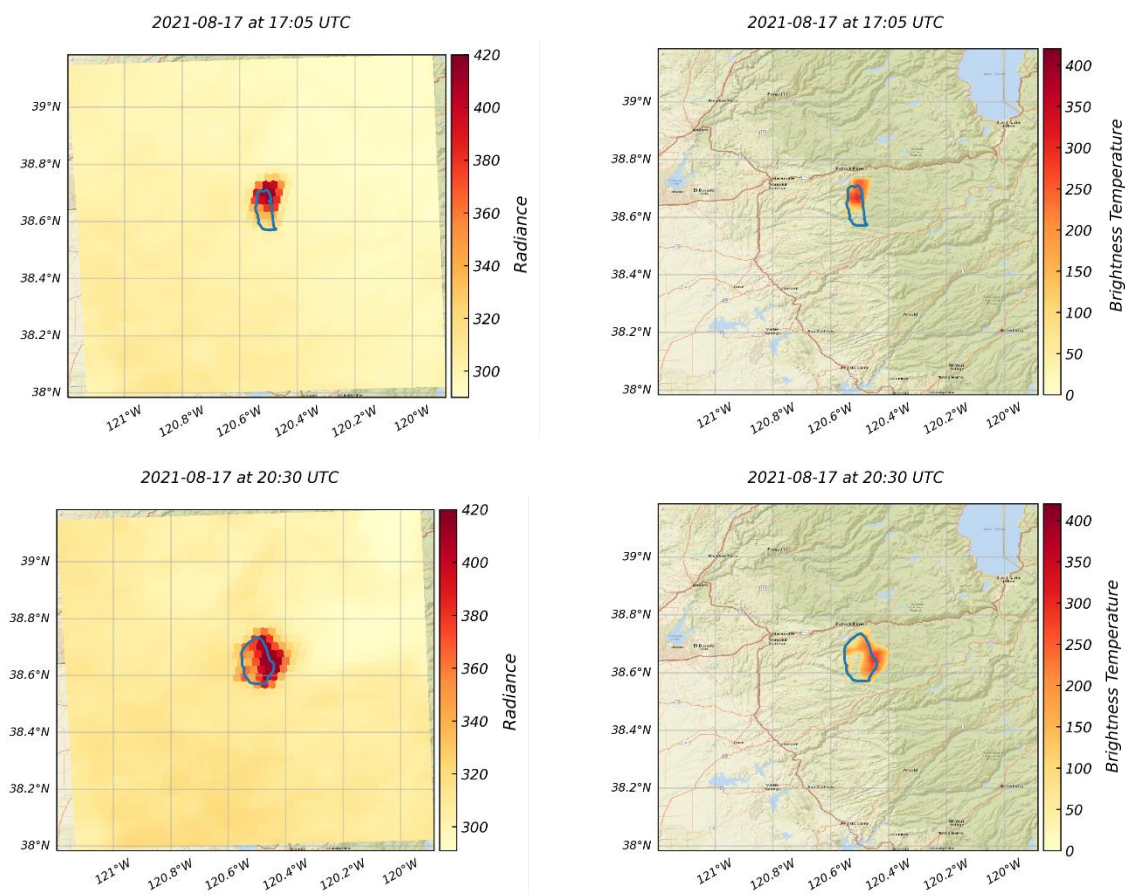 2021-08-17 at 17:05 UTC
39°N
38.8°N
38.6°N
38.4°N
38.2°N
38°N
121°W
120.8°W
120.6°W
120.4°W
120.2°W
120°W
420
400
380
360
340
320
300
Radiance
2021-08-17 at 17:05 UTC
39°N
38.8°N
38.6°N
38.4°N
38.2°N
38°N
121°W
120.8°W
120.6°W
120.4°W
120.2°W
120°W
400
350
300
250
200
150
100
50
0
Brightness Temperature
2021-08-17 at 20:30 UTC
39°N
38.8°N
38.6°N
38.4°N
38.2°N
38°N
121°W
120.8°W
120.6°W
120.4°W
120.2°W
120°W
420
400
380
360
340
320
300
Radiance
2021-08-17 at 20:30 UTC
39°N
38.8°N
38.6°N
38.4°N
38.2°N
38°N
121°W
120.8°W
120.6°W
120.4°W
120.2°W
120°W
400
350
300
250
200
150
100
50
0
Brightness Temperature